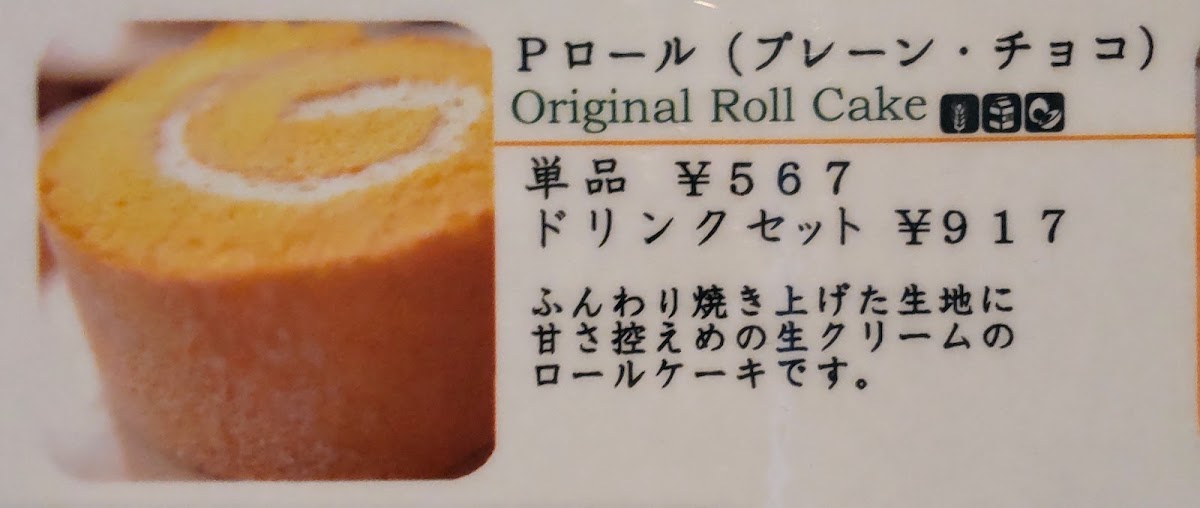 Pロール（プレーン・チョコ）
Original Roll Cake
単品 ￥５６７
ドリンクセット ￥９１７
ふんわり焼き上げた生地に
甘さ控えめの生クリームの
ロールケーキです。